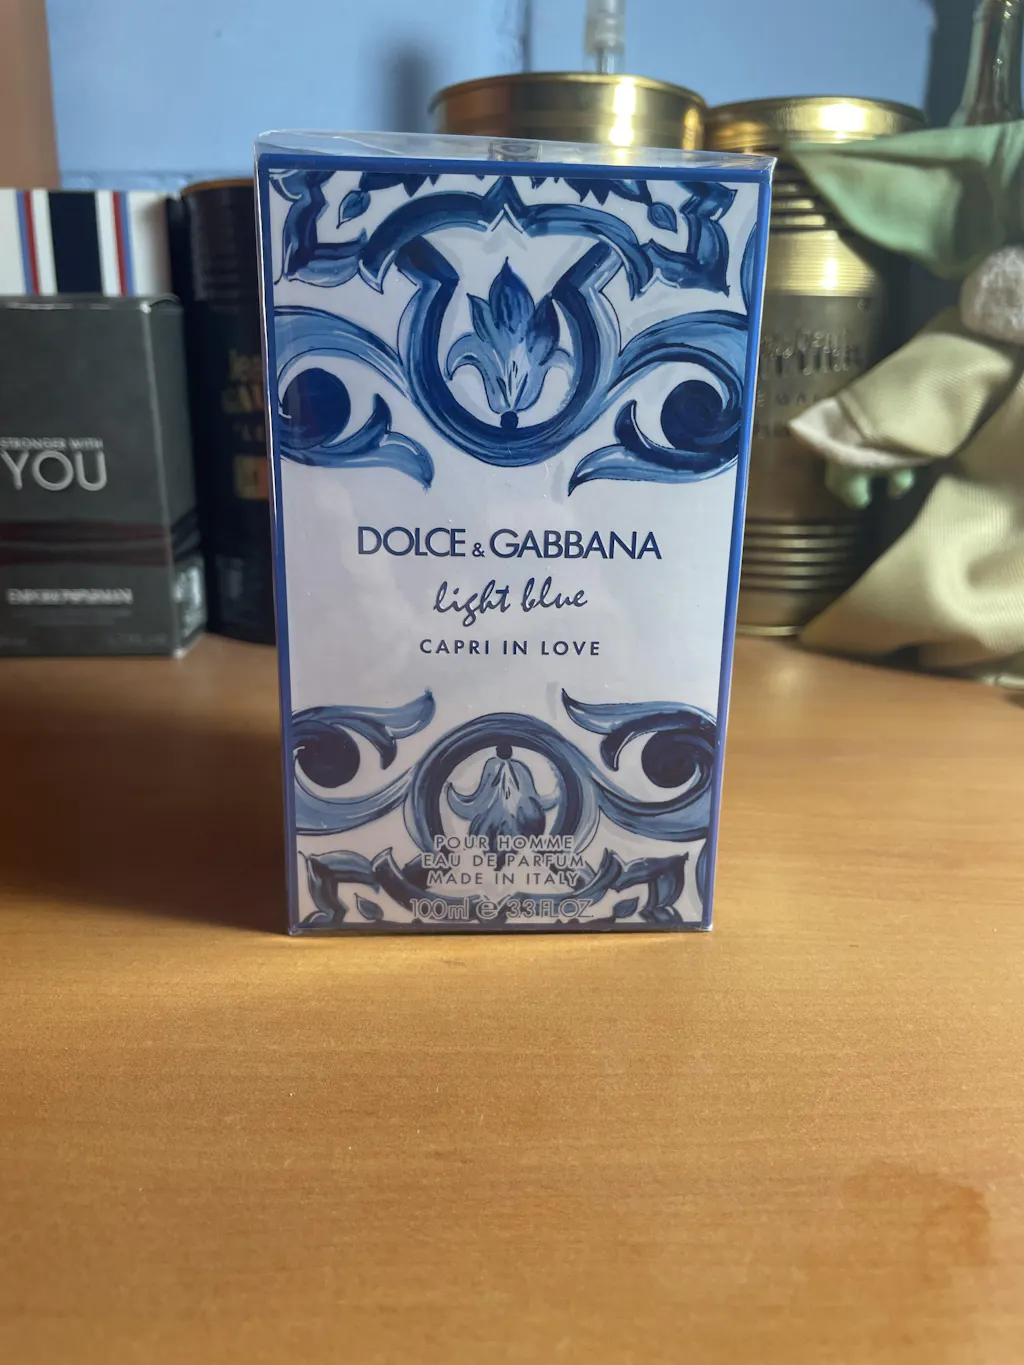 DOLCE & GABBANA
light blue
CAPRI IN LOVE
POUR HOMME
EAU DE PARFUM
MADE IN ITALY
100ml e 3.3 FL.OZ.
STRONGER WITH
YOU
EMPORIO ARMANI